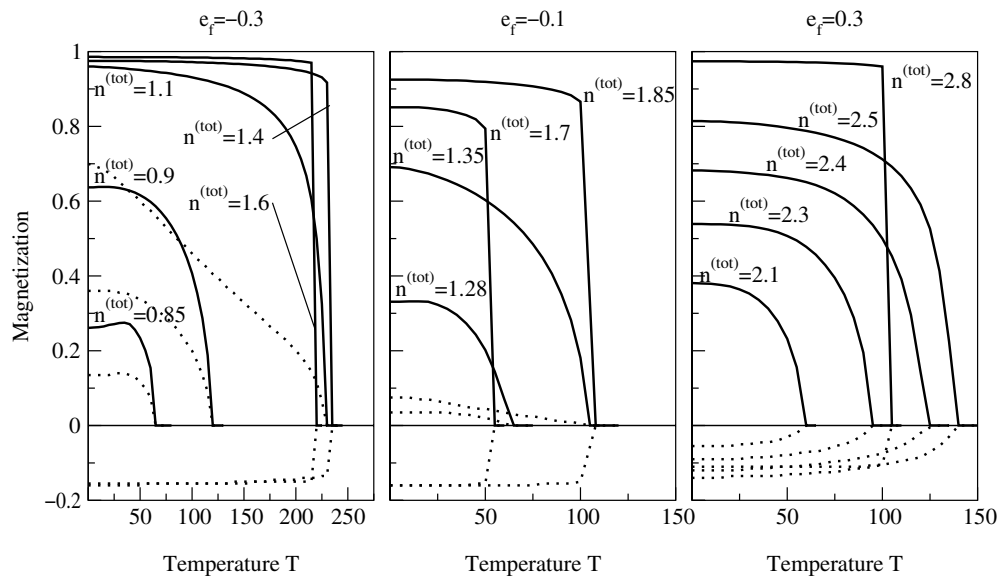 e_f=−0.3
e_f=−0.1
e_f=0.3
Magnetization
1
0.8
0.6
0.4
0.2
0
−0.2
n^(tot)=1.1
n^(tot)=1.4
n^(tot)=0.9
n^(tot)=1.6
n^(tot)=0.85
n^(tot)=1.85
n^(tot)=1.7
n^(tot)=1.35
n^(tot)=1.28
n^(tot)=2.8
n^(tot)=2.5
n^(tot)=2.4
n^(tot)=2.3
n^(tot)=2.1
0 50 100 150 200 250
50 100
50 100 150
Temperature T
Temperature T
Temperature T